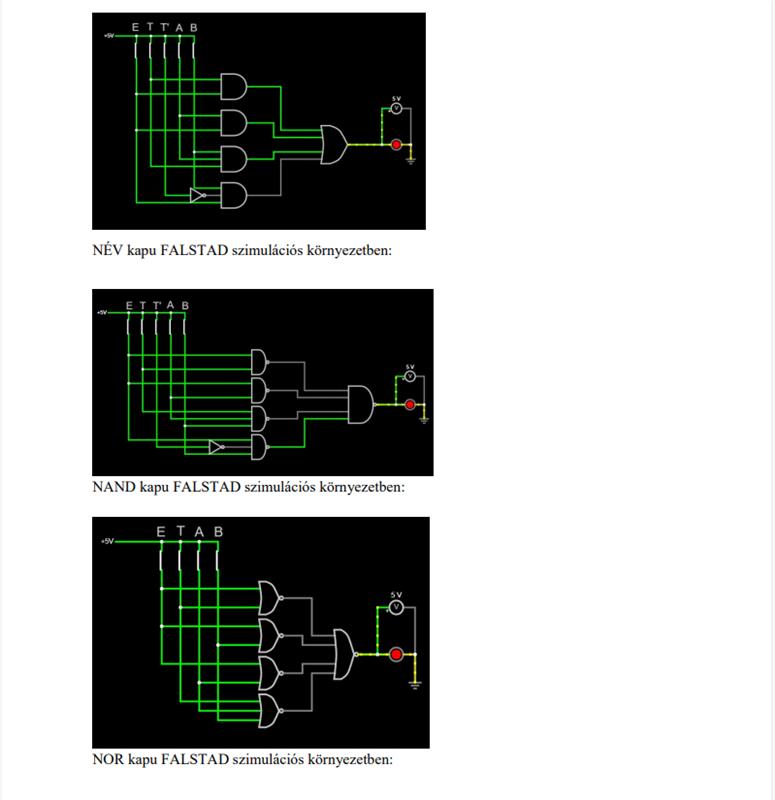 E T T' A B
+5V
5 V
V
NÉV kapu FALSTAD szimulációs környezetben:
E T T' A B
+5V
5 V
V
NAND kapu FALSTAD szimulációs környezetben:
E T A B
+5V
5 V
V
NOR kapu FALSTAD szimulációs környezetben: